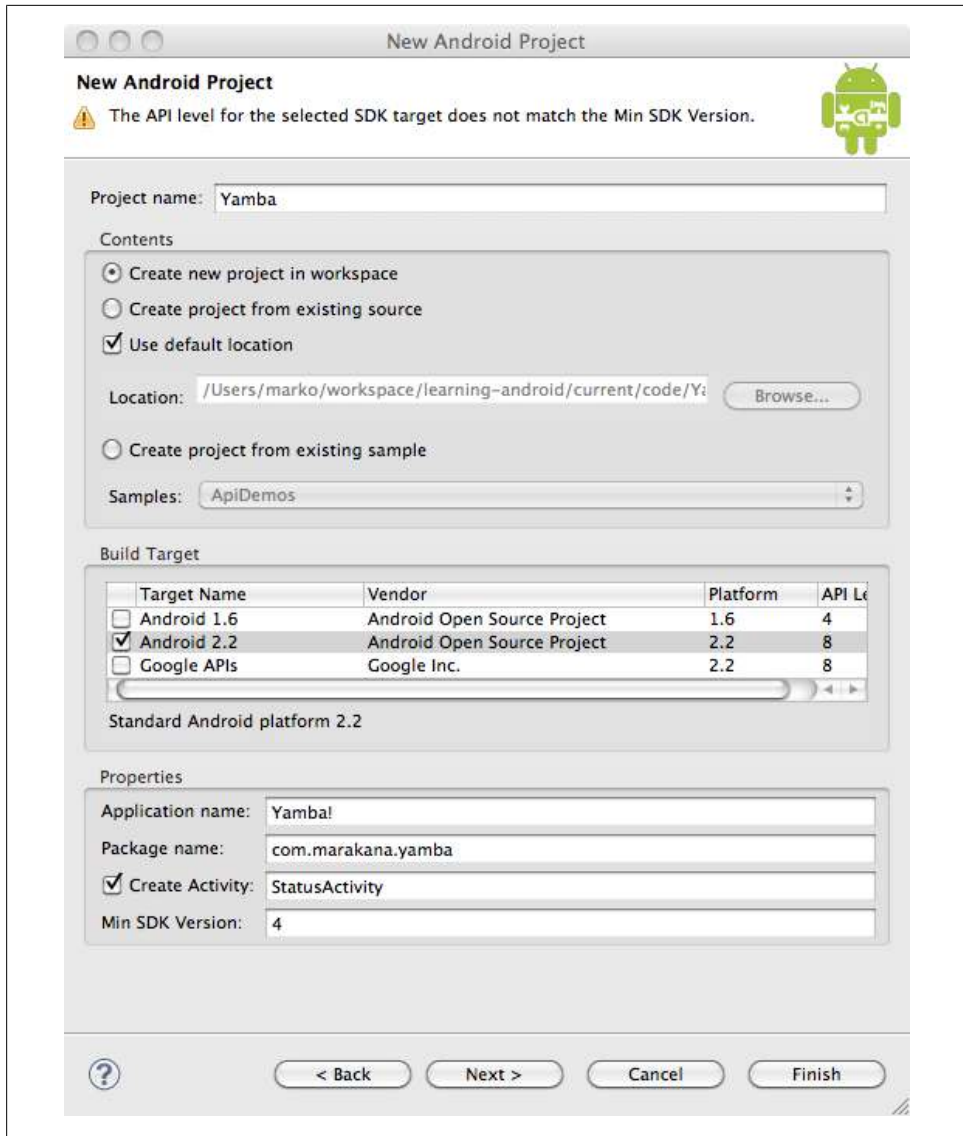 New Android Project
New Android Project
The API level for the selected SDK target does not match the Min SDK Version.
Project name: Yamba
Contents
Create new project in workspace
Create project from existing source
Use default location
Location: /Users/marko/workspace/learning-android/current/code/Ya
Browse...
Create project from existing sample
Samples: ApiDemos
Build Target
Target Name Vendor Platform API Le
Android 1.6 Android Open Source Project 1.6 4
Android 2.2 Android Open Source Project 2.2 8
Google APIs Google Inc. 2.2 8
Standard Android platform 2.2
Properties
Application name: Yamba!
Package name: com.marakana.yamba
Create Activity: StatusActivity
Min SDK Version: 4
? < Back Next > Cancel Finish